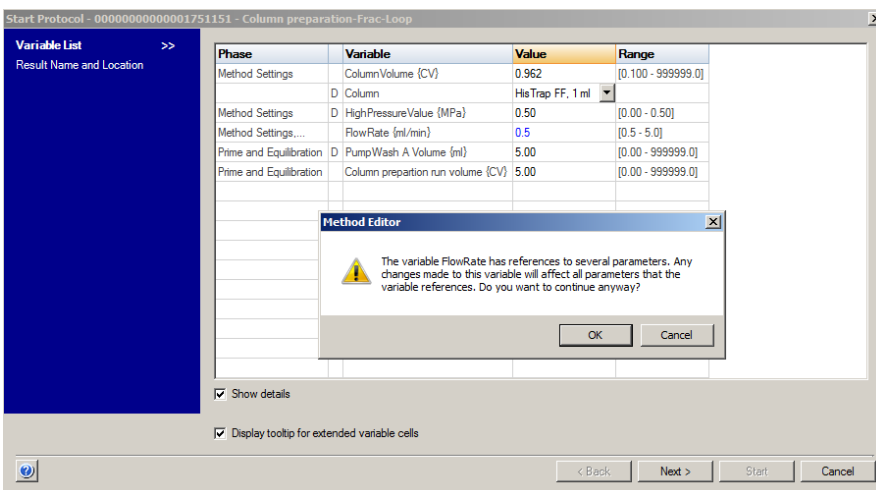 Start Protocol - 00000000000001751151 - Column preparation-Frac-Loop
Variable List >>
Result Name and Location
Phase Variable Value Range
Method Settings ColumnVolume {CV} 0.962 [0.100 - 999999.0]
D Column HisTrap FF, 1 ml
Method Settings D HighPressureValue {MPa} 0.50 [0.00 - 0.50]
Method Settings,... FlowRate {ml/min} 0.5 [0.5 - 5.0]
Prime and Equilibration D PumpWash A Volume {ml} 5.00 [0.00 - 999999.0]
Prime and Equilibration Column prepartion run volume {CV} 5.00 [0.00 - 999999.0]
Method Editor
The variable FlowRate has references to several parameters. Any
changes made to this variable will affect all parameters that the
variable references. Do you want to continue anyway?
OK Cancel
Show details
Display tooltip for extended variable cells
< Back Next > Start Cancel